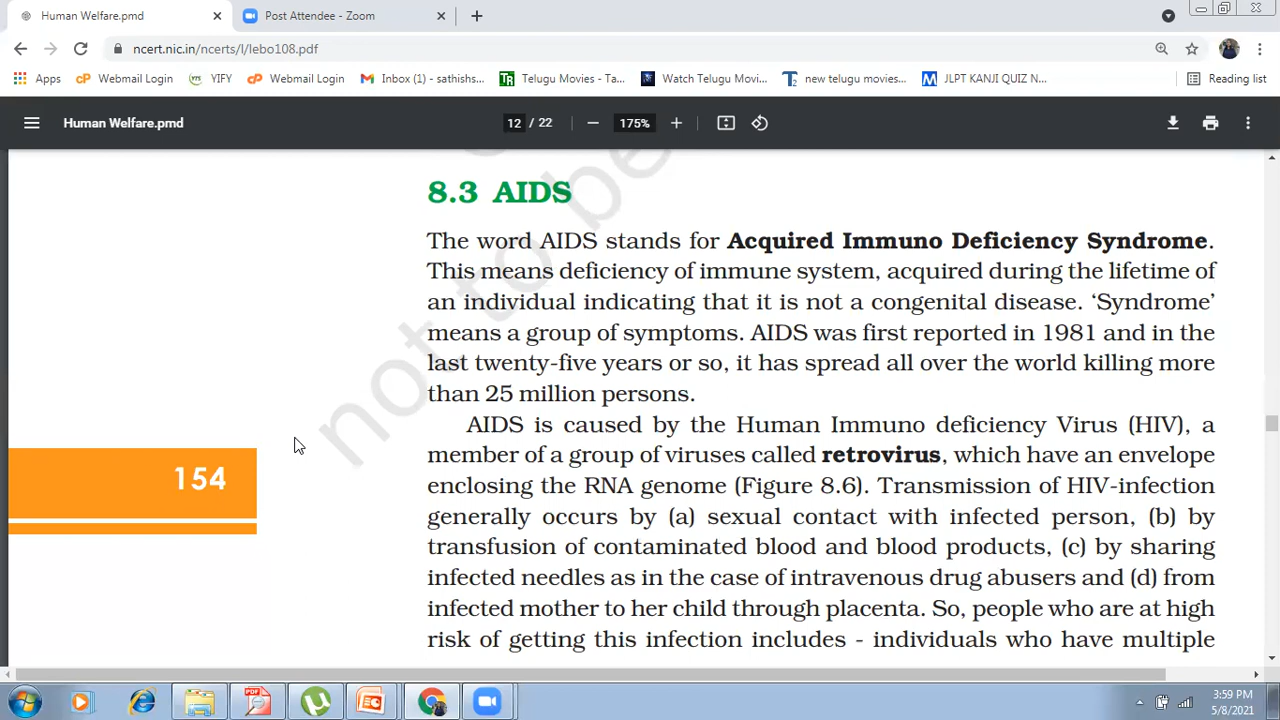 Human Welfare.pmd
Post Attendee - Zoom
ncert.nic.in/ncerts/l/lebo108.pdf
Apps
cP Webmail Login
YTS YIFY
cP Webmail Login
Inbox (1) - sathishs...
TR Telugu Movies - Ta...
Watch Telugu Movi...
new telugu movies...
M JLPT KANJI QUIZ N...
Reading list
Human Welfare.pmd
12 / 22
175%
8.3 AIDS
The word AIDS stands for Acquired Immuno Deficiency Syndrome.
This means deficiency of immune system, acquired during the lifetime of
an individual indicating that it is not a congenital disease. ‘Syndrome’
means a group of symptoms. AIDS was first reported in 1981 and in the
last twenty-five years or so, it has spread all over the world killing more
than 25 million persons.
AIDS is caused by the Human Immuno deficiency Virus (HIV), a
member of a group of viruses called retrovirus, which have an envelope
enclosing the RNA genome (Figure 8.6). Transmission of HIV-infection
generally occurs by (a) sexual contact with infected person, (b) by
transfusion of contaminated blood and blood products, (c) by sharing
infected needles as in the case of intravenous drug abusers and (d) from
infected mother to her child through placenta. So, people who are at high
risk of getting this infection includes - individuals who have multiple
not to be
154
3:59 PM
5/8/2021